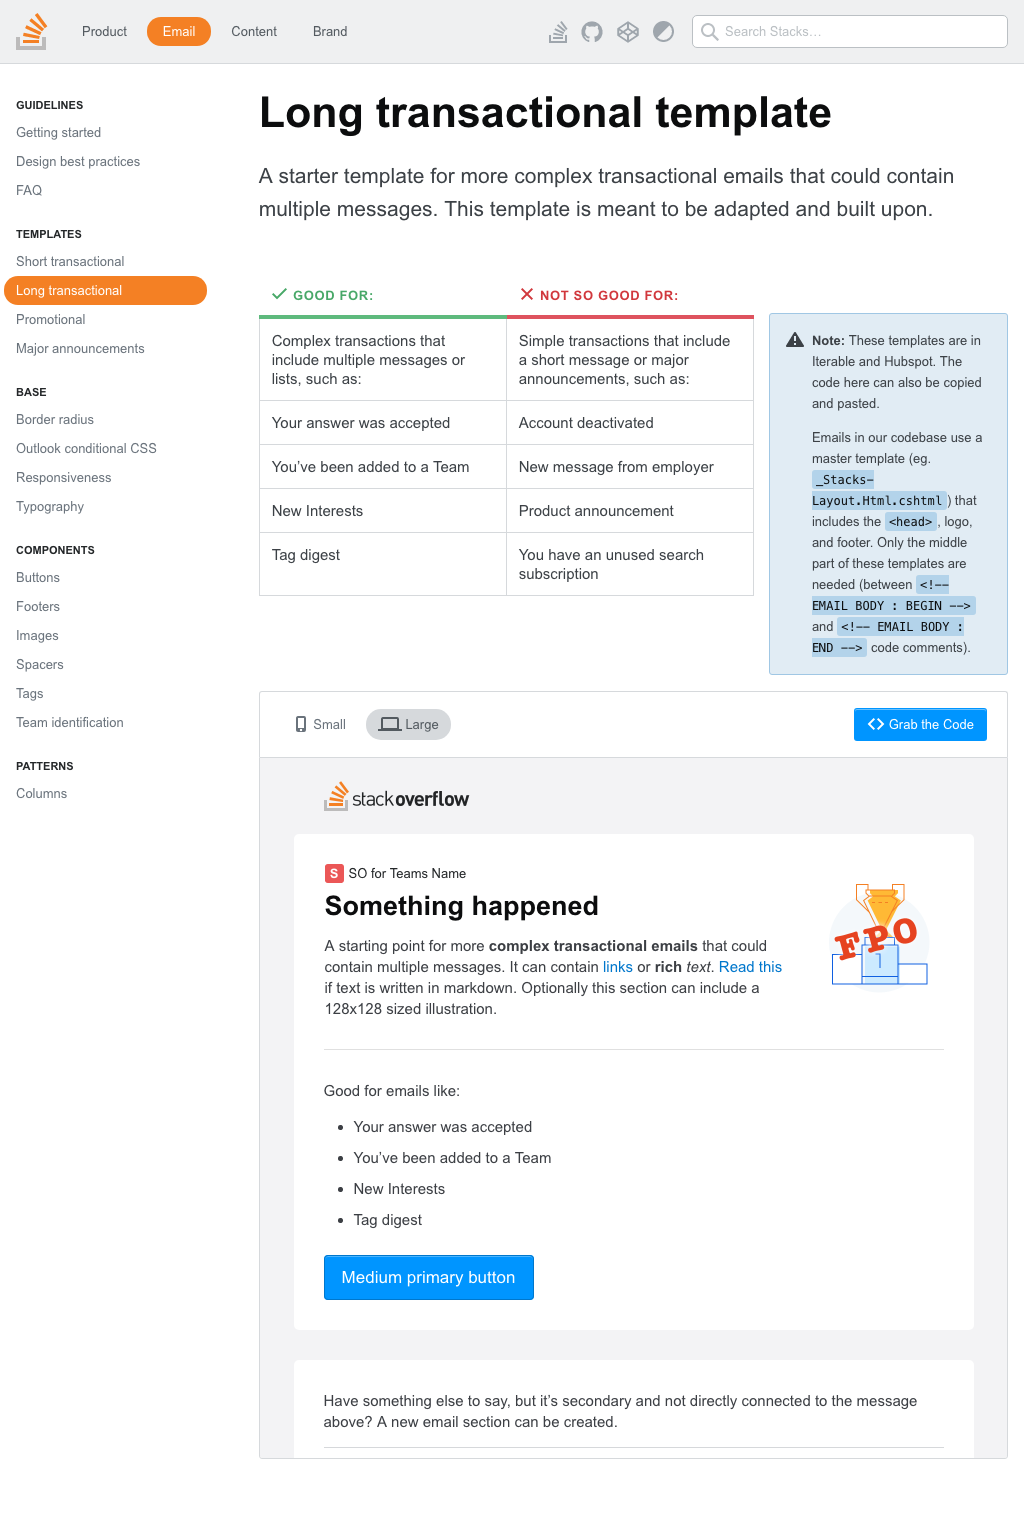 Product
Email
Content
Brand
Search Stacks...
GUIDELINES
Getting started
Design best practices
FAQ
TEMPLATES
Short transactional
Long transactional
Promotional
Major announcements
BASE
Border radius
Outlook conditional CSS
Responsiveness
Typography
COMPONENTS
Buttons
Footers
Images
Spacers
Tags
Team identification
PATTERNS
Columns
Long transactional template
A starter template for more complex transactional emails that could contain
multiple messages. This template is meant to be adapted and built upon.
GOOD FOR:
NOT SO GOOD FOR:
Complex transactions that
include multiple messages or
lists, such as:
Simple transactions that include
a short message or major
announcements, such as:
Your answer was accepted
Account deactivated
You’ve been added to a Team
New message from employer
New Interests
Product announcement
Tag digest
You have an unused search
subscription
Note: These templates are in
Iterable and Hubspot. The
code here can also be copied
and pasted.
Emails in our codebase use a
master template (eg.
_Stacks-
Layout.Html.cshtml) that
includes the <head>, logo,
and footer. Only the middle
part of these templates are
needed (between <!--
EMAIL BODY : BEGIN -->
and <!-- EMAIL BODY :
END --> code comments).
Small
Large
Grab the Code
stackoverflow
S SO for Teams Name
Something happened
A starting point for more complex transactional emails that could
contain multiple messages. It can contain links or rich text. Read this
if text is written in markdown. Optionally this section can include a
128x128 sized illustration.
FPO
1
Good for emails like:
• Your answer was accepted
• You’ve been added to a Team
• New Interests
• Tag digest
Medium primary button
Have something else to say, but it’s secondary and not directly connected to the message
above? A new email section can be created.